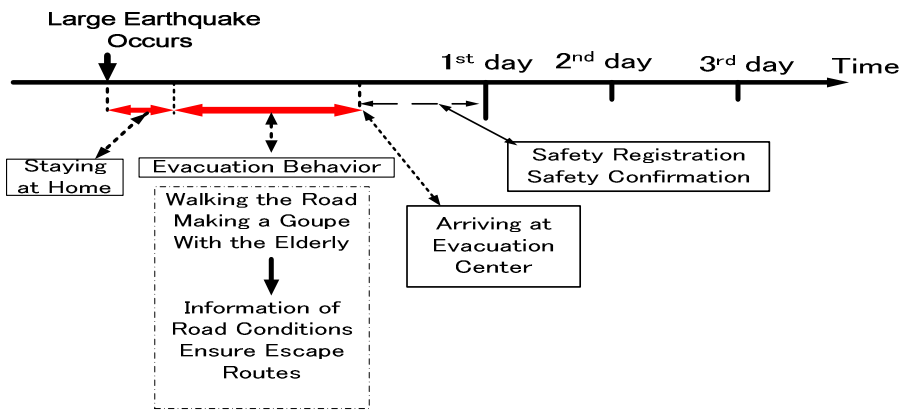 Large Earthquake
Occurs
1st day
2nd day
3rd day
Time
Staying
at Home
Evacuation Behavior
Walking the Road
Making a Goupe
With the Elderly
Information of
Road Conditions
Ensure Escape
Routes
Arriving at
Evacuation
Center
Safety Registration
Safety Confirmation